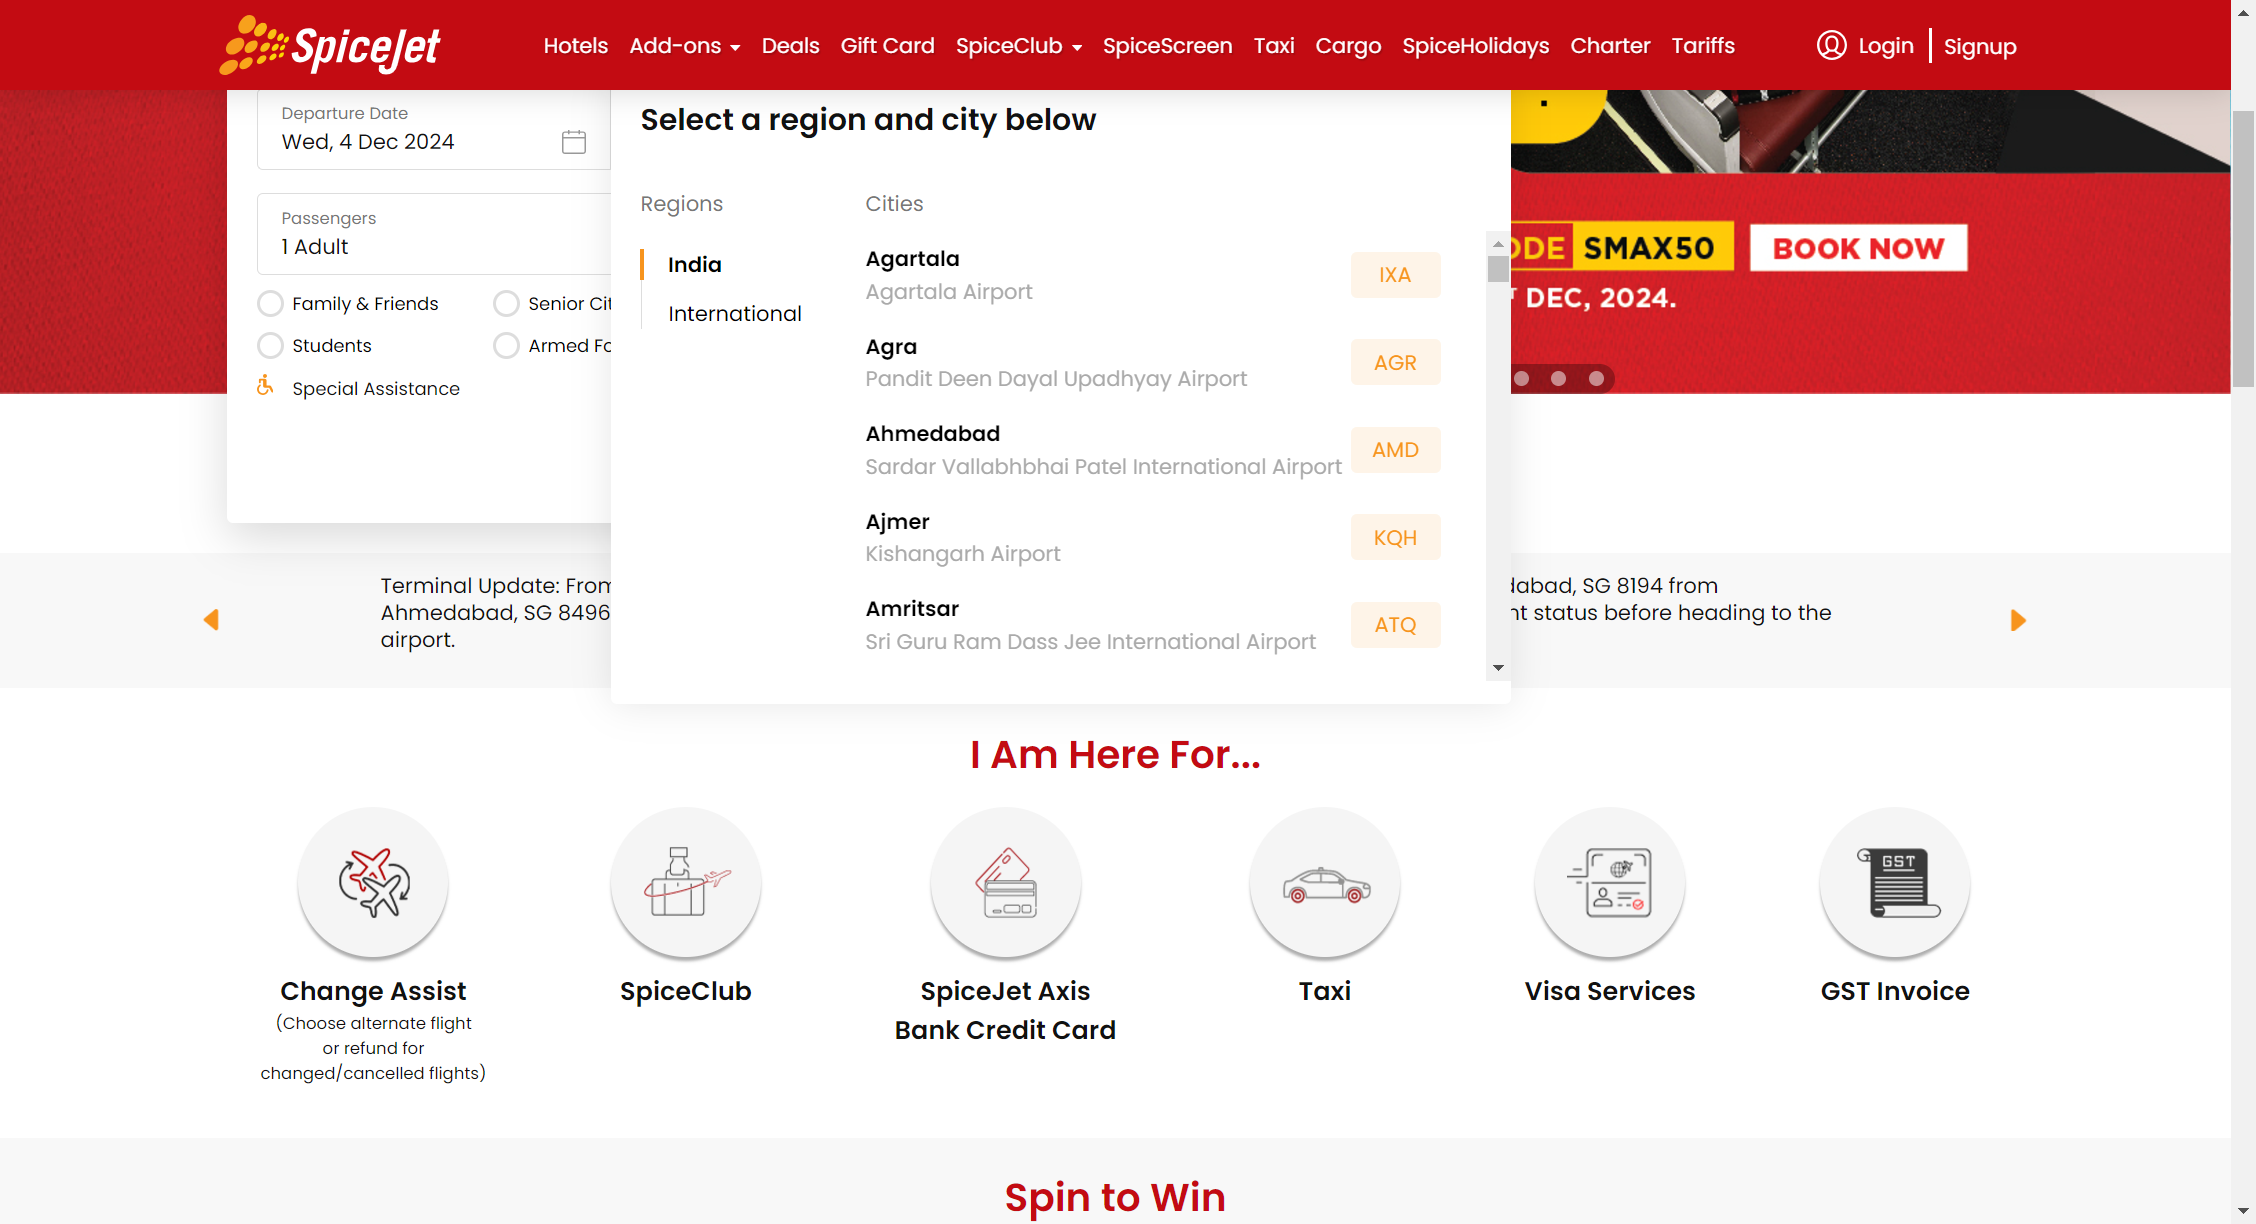 SpiceJet
Hotels Add-ons Deals Gift Card SpiceClub SpiceScreen Taxi Cargo SpiceHolidays Charter Tariffs Login Signup
Departure Date
Wed, 4 Dec 2024
Passengers
1 Adult
Family & Friends
Senior
Students
Armed
Special Assistance
Select a region and city below
Regions
Cities
India
International
Agartala
Agartala Airport
IXA
Agra
Pandit Deen Dayal Upadhyay Airport
AGR
Ahmedabad
Sardar Vallabhbhai Patel International Airport
AMD
Ajmer
Kishangarh Airport
KQH
Amritsar
Sri Guru Ram Dass Jee International Airport
ATQ
SMAX50
BOOK NOW
DEC, 2024.
Terminal Update: From
SG 8194 from
Ahmedabad, SG 8496
status before heading to the
airport.
I Am Here For...
Change Assist
(Choose alternate flight
or refund for
changed/cancelled flights)
SpiceClub
SpiceJet Axis
Bank Credit Card
Taxi
Visa Services
GST
GST Invoice
Spin to Win